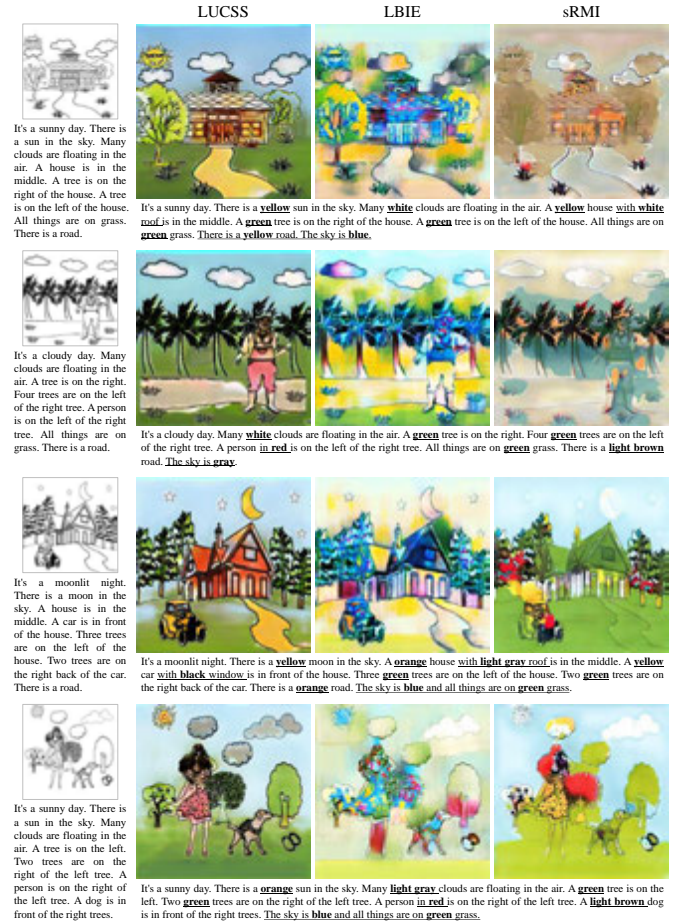 LUCSS LBIE sRMI
It's a sunny day. There is
a sun in the sky. Many
clouds are floating in the
air. A house is in the
middle. A tree is on the
right of the house. A tree
is on the left of the house.
All things are on grass.
There is a road.
It's a sunny day. There is a yellow sun in the sky. Many white clouds are floating in the air. A yellow house with white
roof is in the middle. A green tree is on the right of the house. A green tree is on the left of the house. All things are on
green grass. There is a yellow road. The sky is blue.
It's a cloudy day. Many
clouds are floating in the
air. A tree is on the right.
Four trees are on the left
of the right tree. A person
is on the left of the right
tree. All things are on
grass. There is a road.
It's a cloudy day. Many white clouds are floating in the air. A green tree is on the right. Four green trees are on the left
of the right tree. A person in red is on the left of the right tree. All things are on green grass. There is a light brown
road. The sky is gray.
It's a moonlit night.
There is a moon in the
sky. A house is in the
middle. A car is in front
of the house. Three trees
are on the left of the
house. Two trees are on
the right back of the car.
There is a road.
It's a moonlit night. There is a yellow moon in the sky. A orange house with light gray roof is in the middle. A yellow
car with black window is in front of the house. Three green trees are on the left of the house. Two green trees are on
the right back of the car. There is a orange road. The sky is blue and all things are on green grass.
It's a sunny day. There is
a sun in the sky. Many
clouds are floating in the
air. A tree is on the left.
Two trees are on the
right of the left tree. A
person is on the right of
the left tree. A dog is in
front of the right trees.
It's a sunny day. There is a orange sun in the sky. Many light gray clouds are floating in the air. A green tree is on the
left. Two green trees are on the right of the left tree. A person in red is on the right of the left tree. A light brown dog
is in front of the right trees. The sky is blue and all things are on green grass.